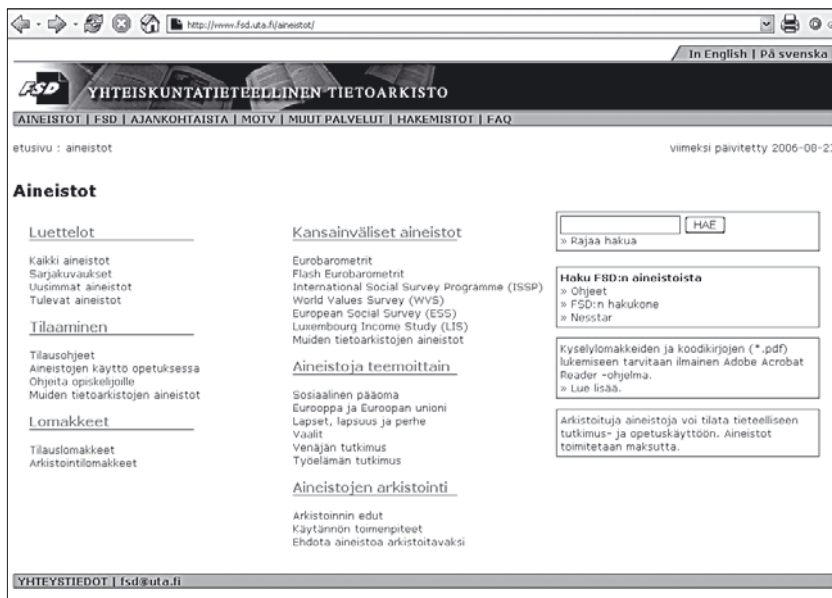 http://www.fsd.uta.fi/aineistot/
In English | På svenska
FSD YHTEISKUNTATIETEELLINEN TIETOARKISTO
AINEISTOT | FSD | AJANKOHTAISTA | MOTV | MUUT PALVELUT | HAKEMISTOT | FAQ
etusivu : aineistot
viimeksi päivitetty 2006-08-23
Aineistot
Luettelot
Kaikki aineistot
Sarjakuvaukset
Uusimmat aineistot
Tulevat aineistot
Tilaaminen
Tilausohjeet
Aineistojen käyttö opetuksessa
Ohjeita opiskelijoille
Muiden tietoarkistojen aineistot
Lomakkeet
Tilauslomakkeet
Arkistointilomakkeet
Kansainväliset aineistot
Eurobarometrit
Flash Eurobarometrit
International Social Survey Programme (ISSP)
World Values Survey (WVS)
European Social Survey (ESS)
Luxembourg Income Study (LIS)
Muiden tietoarkistojen aineistot
Aineistoja teemoittain
Sosiaalinen pääoma
Eurooppa ja Euroopan unioni
Lapset, lapsuus ja perhe
Vaalit
Venäjän tutkimus
Työelämän tutkimus
Aineistojen arkistointi
Arkistoinnin edut
Käytännön toimenpiteet
Ehdota aineistoa arkistoitavaksi
HAE
» Rajaa hakua
Haku FSD:n aineistoista
» Ohjeet
» FSD:n hakukone
» Nesstar
Kyselylomakkeiden ja koodikirjojen (*.pdf)
lukemiseen tarvitaan ilmainen Adobe Acrobat
Reader -ohjelma.
» Lue lisää.
Arkistoituja aineistoja voi tilata tieteelliseen
tutkimus- ja opetuskäyttöön. Aineistot
toimitetaan maksutta.
YHTEYSTIEDOT | fsd@uta.fi